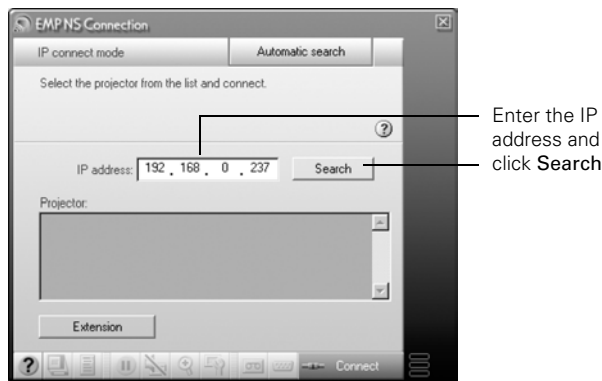 EMP NS Connection
IP connect mode
Automatic search
Select the projector from the list and connect.
?
IP address: 192 . 168 . 0 . 237
Search
Enter the IP
address and
click Search
Projector:
Extension
?
Connect